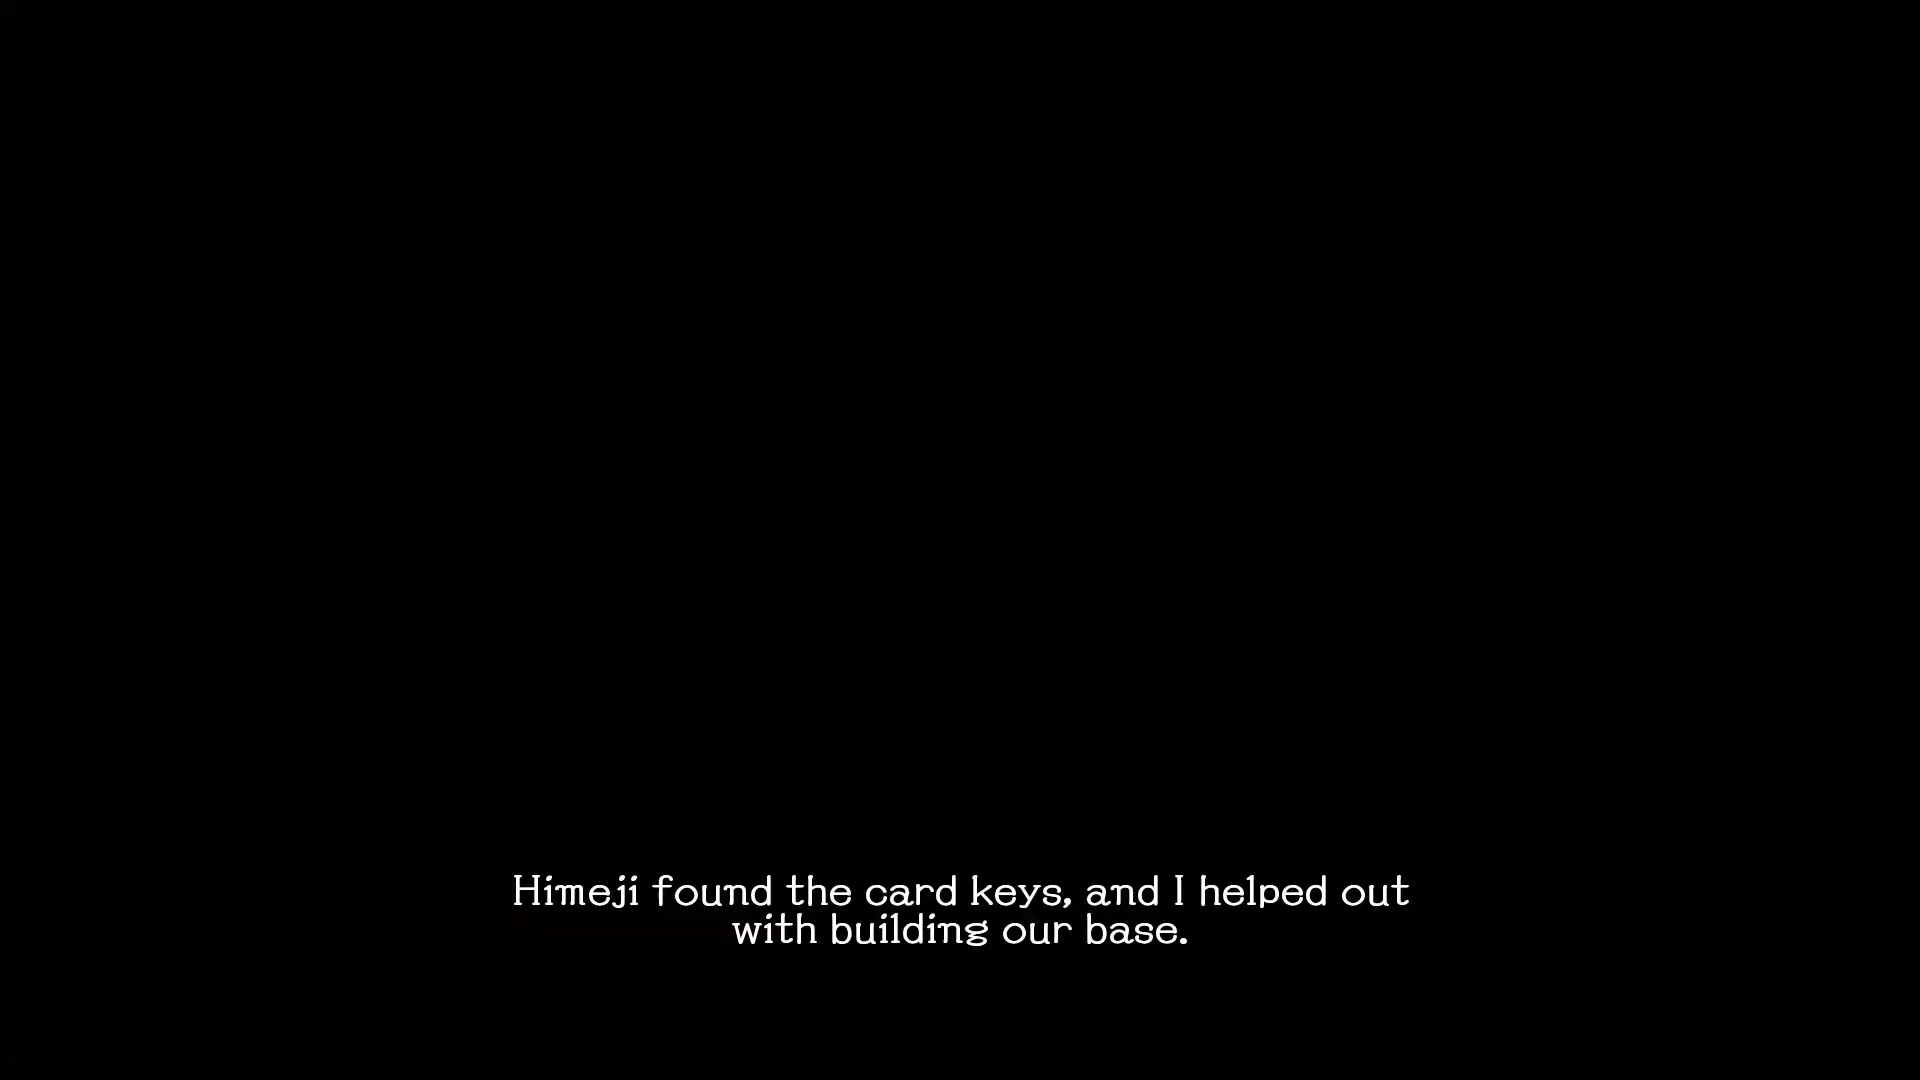 Himeji found the card keys, and I helped out
with building our base.